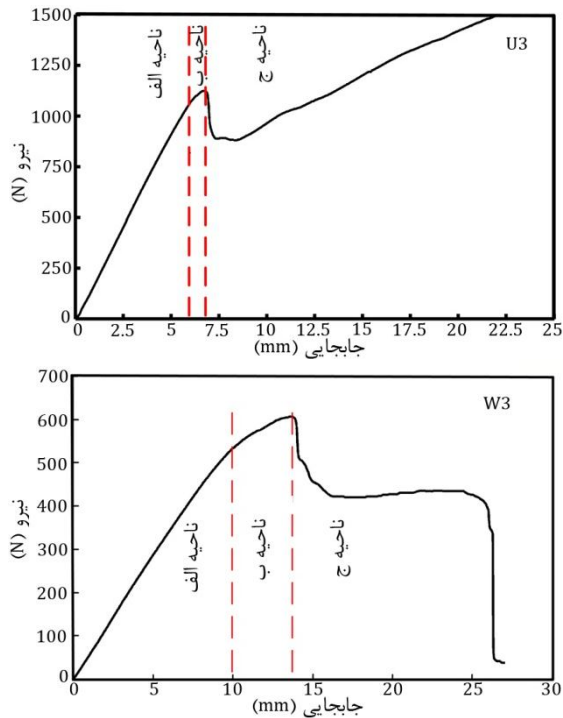 1500
1250
1000
750
500
250
0
نیرو (N)
ناحیه الف
ناحیه ب
ناحیه ج
U3
0 2.5 5 7.5 10 12.5 15 17.5 20 22.5 25
جابجایی (mm)
700
600
500
400
300
200
100
0
نیرو (N)
W3
ناحیه الف
ناحیه ب
ناحیه ج
0 5 10 15 20 25 30
جابجایی (mm)